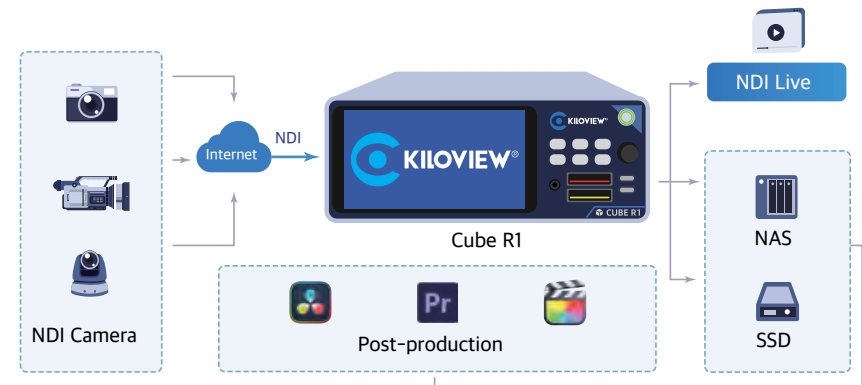 NDI Camera
Internet
NDI
KILOVIEW®
KILOVIEW®
CUBE R1
Cube R1
Pr
Post-production
NDI Live
NAS
SSD